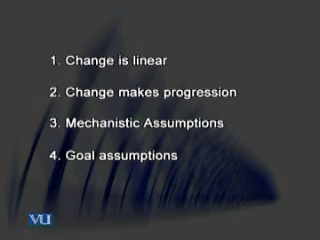 1. Change is linear
2. Change makes progression
3. Mechanistic Assumptions
4. Goal assumptions
VU